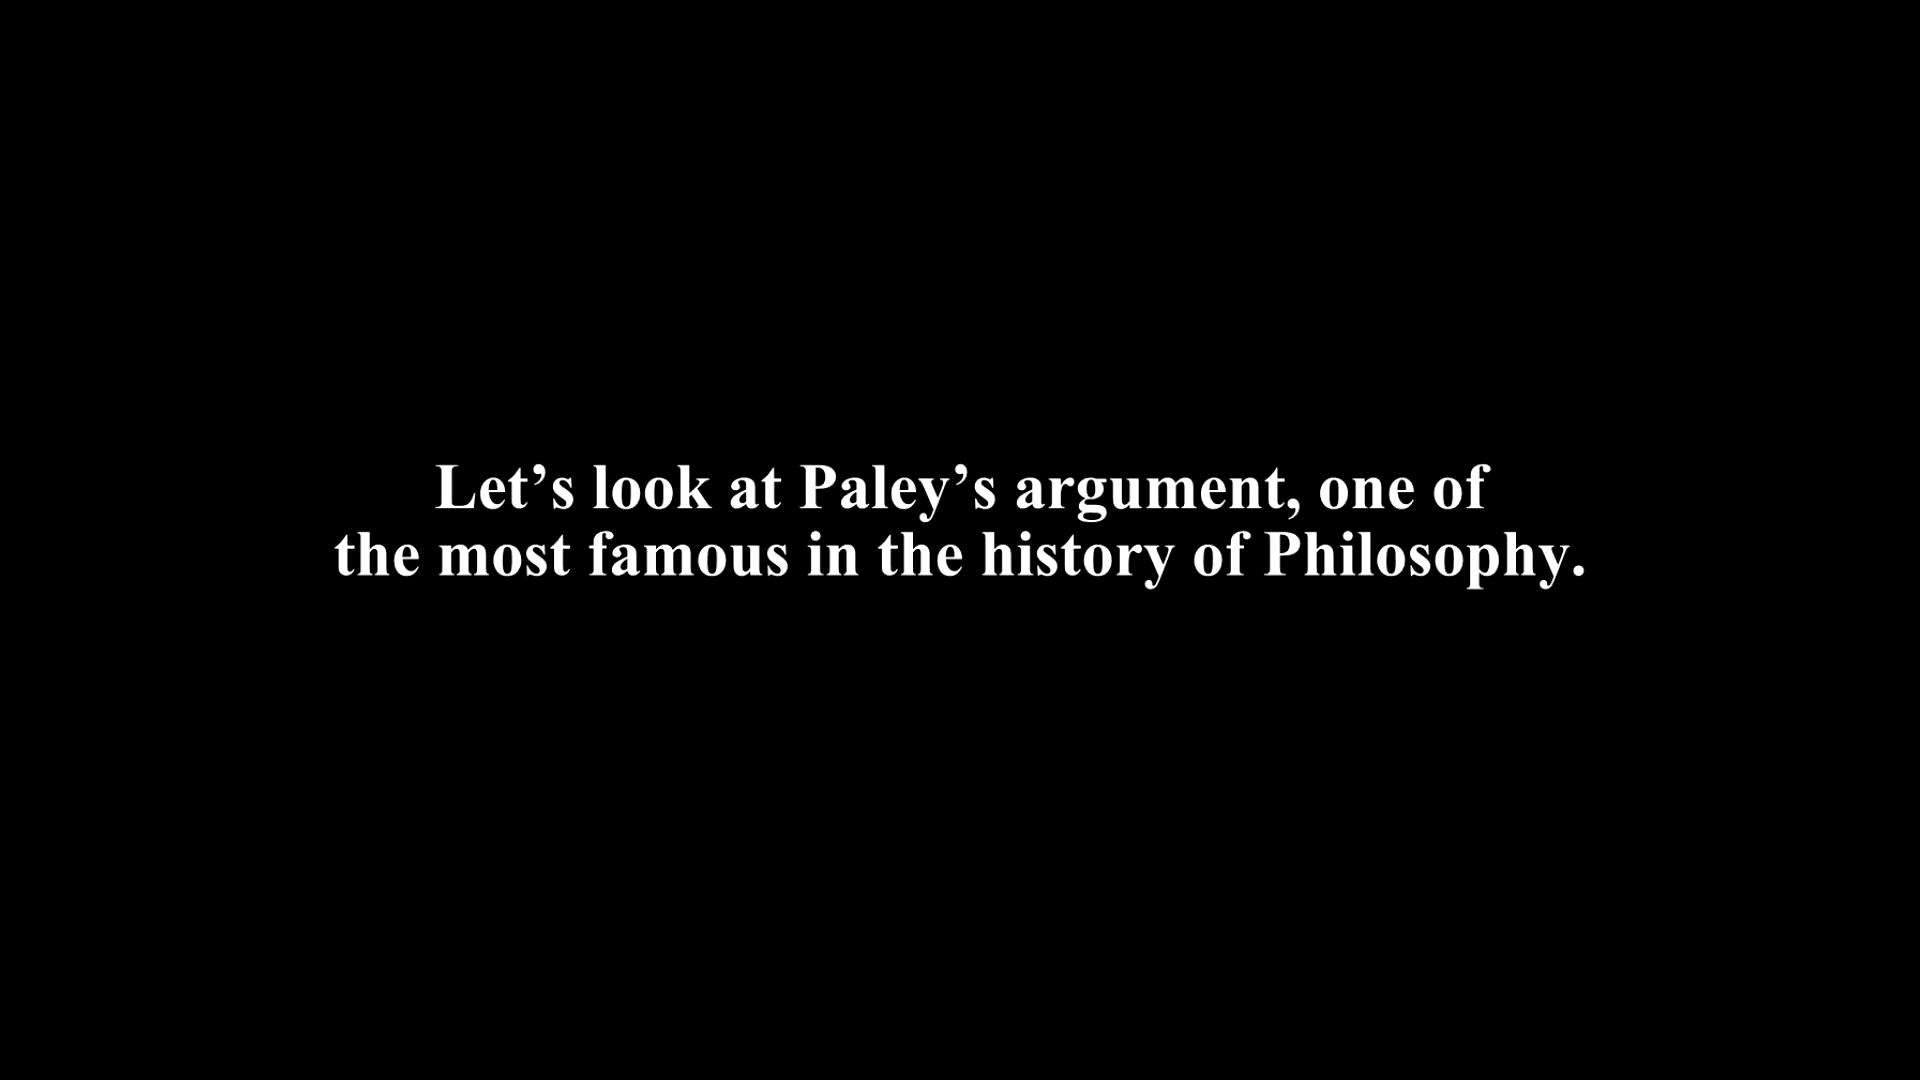 Let’s look at Paley’s argument, one of
the most famous in the history of Philosophy.